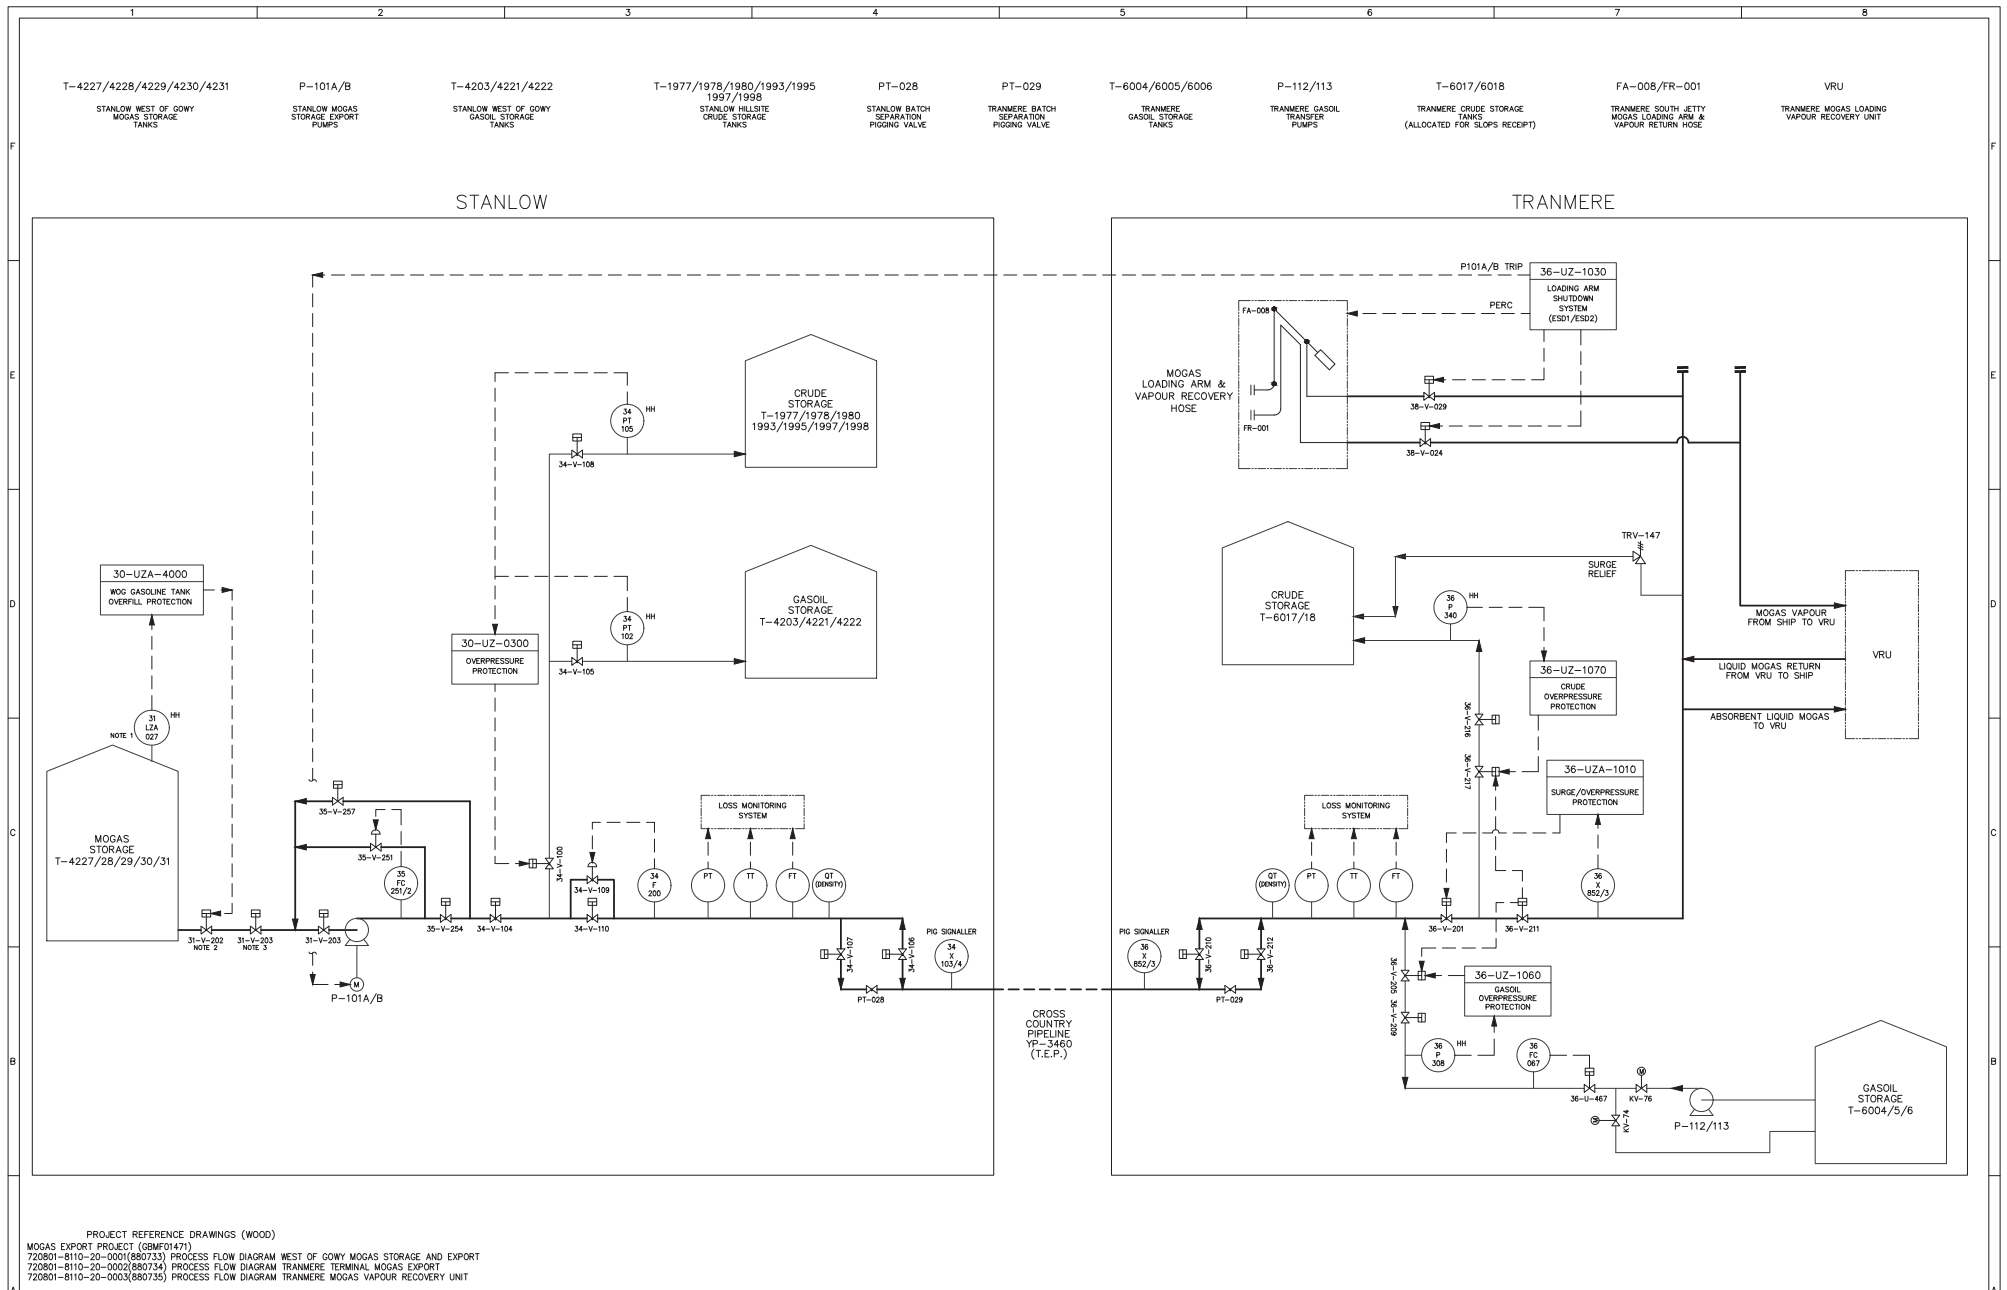 1 2 3 4 5 6 7 8
T-4227/4228/4229/4230/4231
STANLOW WEST OF GOWY
MOGAS STORAGE
TANKS
P-101A/B
STANLOW MOGAS
STORAGE EXPORT
PUMPS
T-4203/4221/4222
STANLOW WEST OF GOWY
GASOIL STORAGE
TANKS
T-1977/1978/1980/1993/1995
1997/1998
STANLOW HILLSITE
CRUDE STORAGE
TANKS
PT-028
STANLOW BATCH
SEPARATION
PIGGING VALVE
PT-029
TRANMERE BATCH
SEPARATION
PIGGING VALVE
T-6004/6005/6006
TRANMERE
GASOIL STORAGE
TANKS
P-112/113
TRANMERE GASOIL
TRANSFER
PUMPS
T-6017/6018
TRANMERE CRUDE STORAGE
TANKS
(ALLOCATED FOR SLOPS RECEIPT)
FA-008/FR-001
TRANMERE SOUTH JETTY
MOGAS LOADING ARM &
VAPOUR RETURN HOSE
VRU
TRANMERE MOGAS LOADING
VAPOUR RECOVERY UNIT
F
F
E
E
D
D
C
C
B
B
A
A
STANLOW
30-UZA-4000
WOG GASOLINE TANK
OVERFILL PROTECTION
31
LZA
027
HH
NOTE 1
MOGAS
STORAGE
T-4227/28/29/30/31
31-V-202
NOTE 2
31-V-203
NOTE 3
31-V-203
M
P-101A/B
35-V-257
35-V-251
35
FC
251/2
35-V-254
34-V-104
30-UZ-0300
OVERPRESSURE
PROTECTION
34
PT
105
HH
34-V-108
CRUDE
STORAGE
T-1977/1978/1980
1993/1995/1997/1998
34
PT
102
HH
34-V-105
GASOIL
STORAGE
T-4203/4221/4222
34-V-100
34-V-109
34-V-110
34
F
200
LOSS MONITORING
SYSTEM
PT
TT
FT
QT
(DENSITY)
34-V-107
34-V-106
PT-028
PIG SIGNALLER
34
X
103/4
CROSS
COUNTRY
PIPELINE
YP-3460
(T.E.P.)
TRANMERE
P101A/B TRIP
36-UZ-1030
LOADING ARM
SHUTDOWN
SYSTEM
(ESD1/ESD2)
PERC
FA-008
FR-001
MOGAS
LOADING ARM &
VAPOUR RECOVERY
HOSE
38-V-029
38-V-024
TRV-147
SURGE
RELIEF
CRUDE
STORAGE
T-6017/18
36
P
340
HH
36-UZ-1070
CRUDE
OVERPRESSURE
PROTECTION
MOGAS VAPOUR
FROM SHIP TO VRU
LIQUID MOGAS RETURN
FROM VRU TO SHIP
ABSORBENT LIQUID MOGAS
TO VRU
VRU
36-V-216
36-V-217
36-UZA-1010
SURGE/OVERPRESSURE
PROTECTION
LOSS MONITORING
SYSTEM
QT
(DENSITY)
PT
TT
FT
36
X
852/3
36-V-201
36-V-211
PIG SIGNALLER
36
X
852/3
36-V-210
36-V-212
PT-029
36-V-205
36-V-209
36-UZ-1060
GASOIL
OVERPRESSURE
PROTECTION
36
P
308
HH
36
FC
067
36-U-467
M
KV-76
M
KV-74
P-112/113
GASOIL
STORAGE
T-6004/5/6
PROJECT REFERENCE DRAWINGS (WOOD)
MOGAS EXPORT PROJECT (GBMF01471)
720801-8110-20-0001(880733) PROCESS FLOW DIAGRAM WEST OF GOWY MOGAS STORAGE AND EXPORT
720801-8110-20-0002(880734) PROCESS FLOW DIAGRAM TRANMERE TERMINAL MOGAS EXPORT
720801-8110-20-0003(880735) PROCESS FLOW DIAGRAM TRANMERE MOGAS VAPOUR RECOVERY UNIT